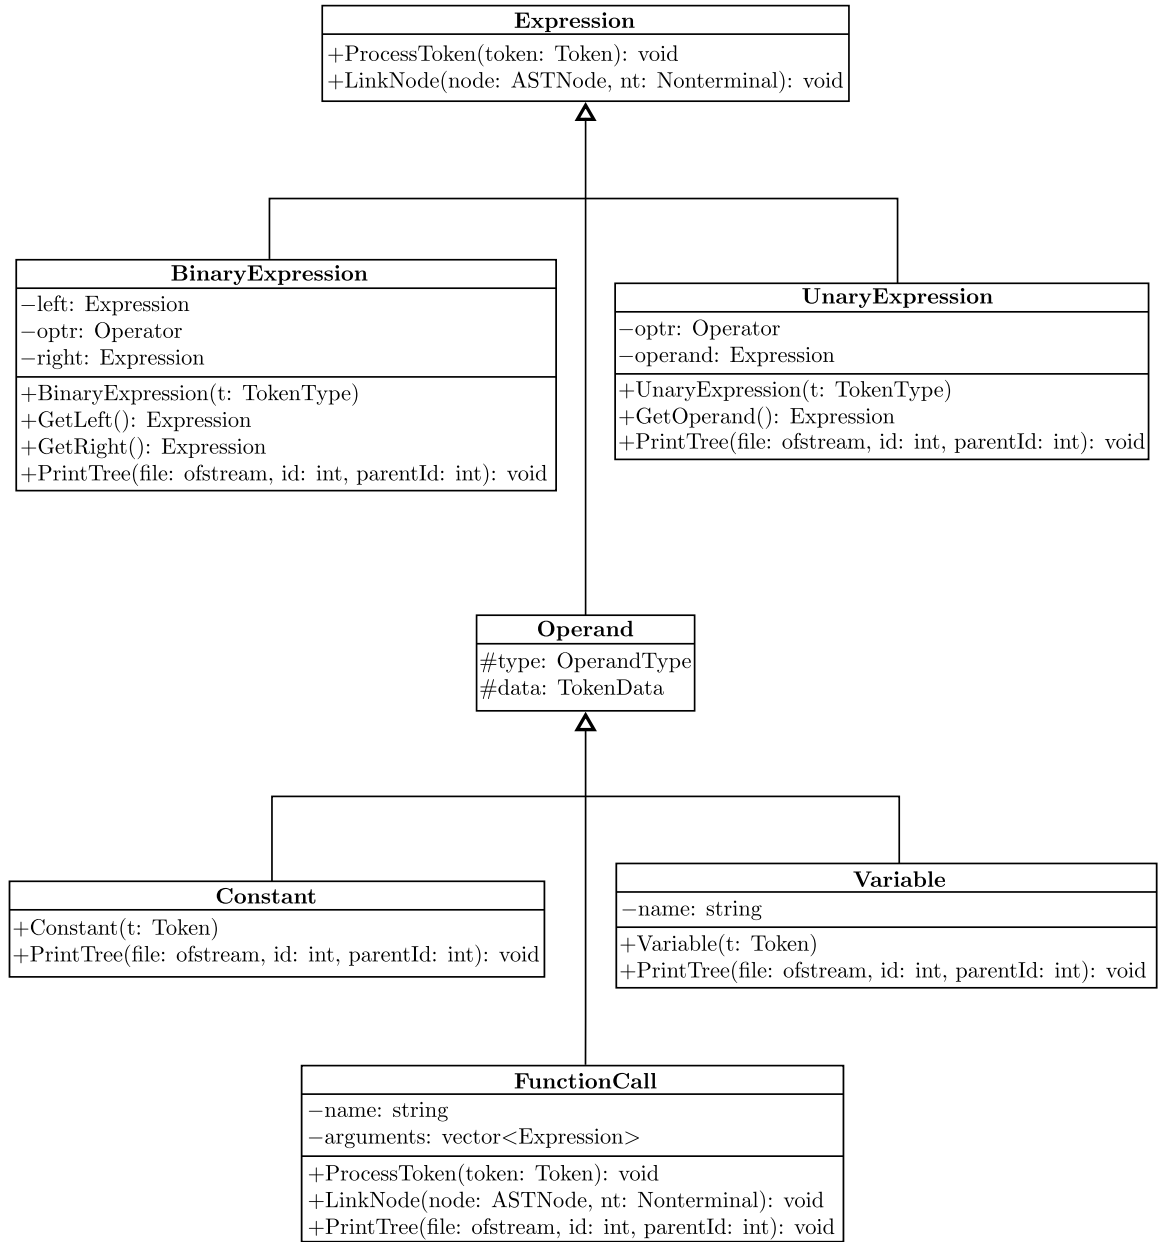 Expression
+ProcessToken(token: Token): void
+LinkNode(node: ASTNode, nt: Nonterminal): void
BinaryExpression
−left: Expression
−optr: Operator
−right: Expression
+BinaryExpression(t: TokenType)
+GetLeft(): Expression
+GetRight(): Expression
+PrintTree(file: ofstream, id: int, parentId: int): void
UnaryExpression
−optr: Operator
−operand: Expression
+UnaryExpression(t: TokenType)
+GetOperand(): Expression
+PrintTree(file: ofstream, id: int, parentId: int): void
Operand
#type: OperandType
#data: TokenData
Constant
+Constant(t: Token)
+PrintTree(file: ofstream, id: int, parentId: int): void
Variable
−name: string
+Variable(t: Token)
+PrintTree(file: ofstream, id: int, parentId: int): void
FunctionCall
−name: string
−arguments: vector<Expression>
+ProcessToken(token: Token): void
+LinkNode(node: ASTNode, nt: Nonterminal): void
+PrintTree(file: ofstream, id: int, parentId: int): void